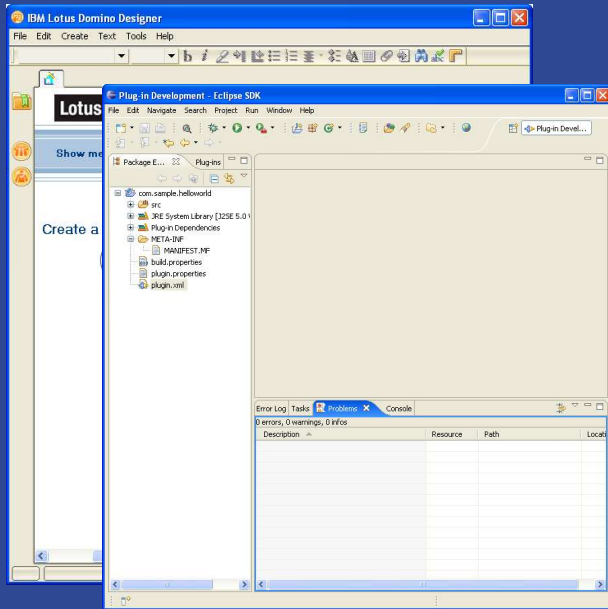 IBM Lotus Domino Designer
File Edit Create Text Tools Help
Lotus
Show me
Create a
Plug-in Development - Eclipse SDK
File Edit Navigate Search Project Run Window Help
Plug-in Devel...
Package E... Plug-ins
com.sample.helloworld
src
JRE System Library [J2SE 5.0
Plug-in Dependencies
META-INF
MANIFEST.MF
build.properties
plugin.properties
plugin.xml
Error Log Tasks Problems Console
0 errors, 0 warnings, 0 infos
Description Resource Path Locati